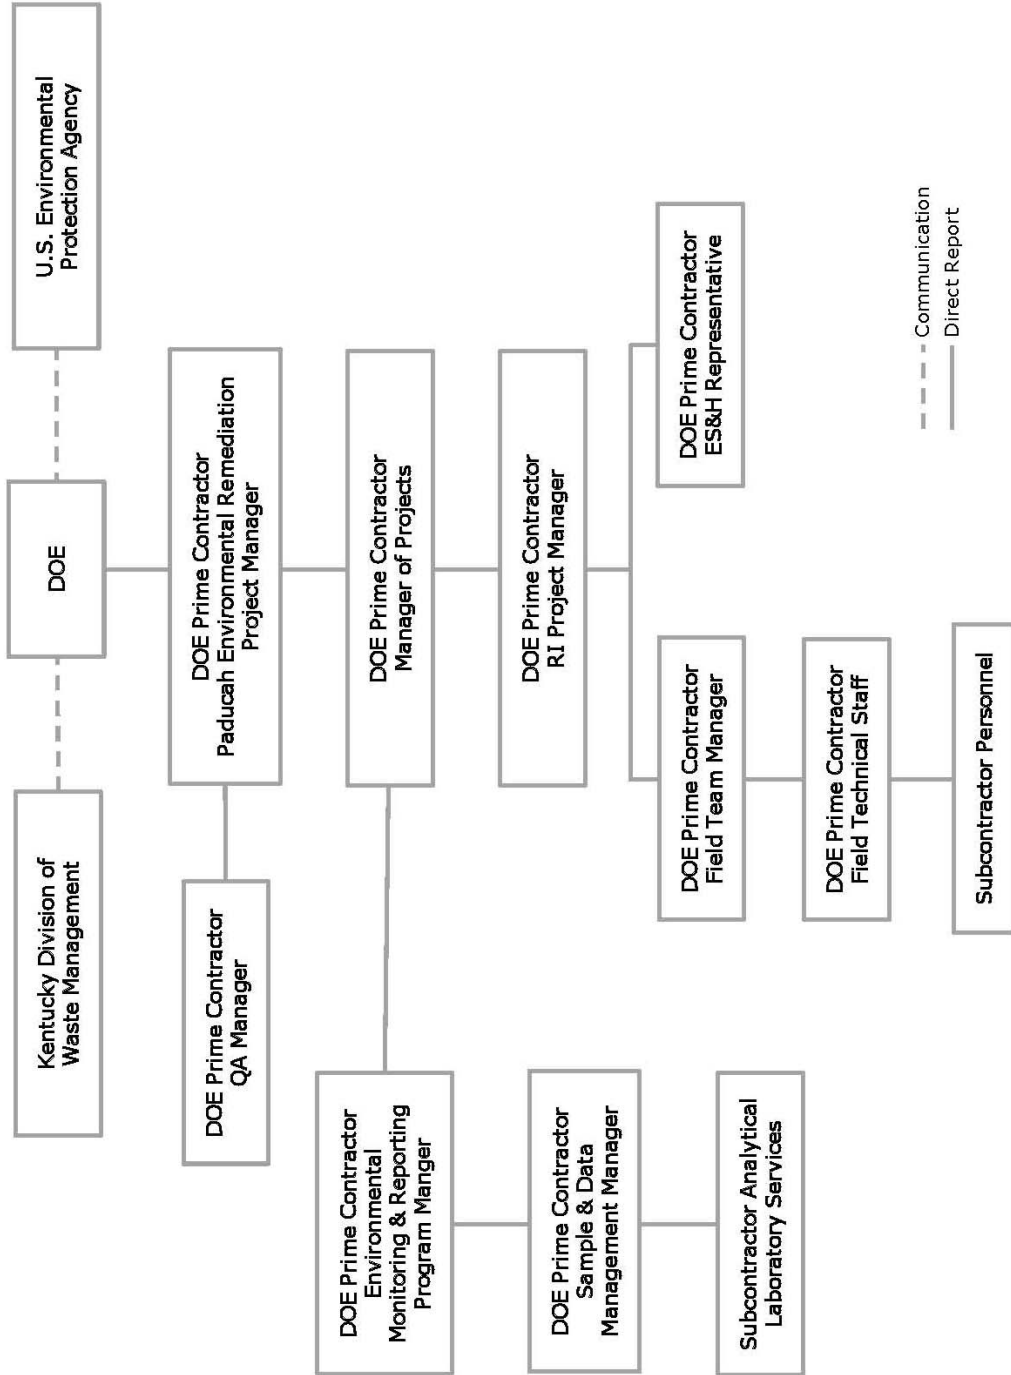 Kentucky Division of
Waste Management
DOE
U.S. Environmental
Protection Agency
DOE Prime Contractor
QA Manager
DOE Prime Contractor
Paducah Environmental Remediation
Project Manager
DOE Prime Contractor
Environmental
Monitoring & Reporting
Program Manger
DOE Prime Contractor
Manager of Projects
DOE Prime Contractor
Sample & Data
Management Manager
DOE Prime Contractor
RI Project Manager
Subcontractor Analytical
Laboratory Services
DOE Prime Contractor
Field Team Manager
DOE Prime Contractor
ES&H Representative
DOE Prime Contractor
Field Technical Staff
Subcontractor Personnel
Communication
Direct Report